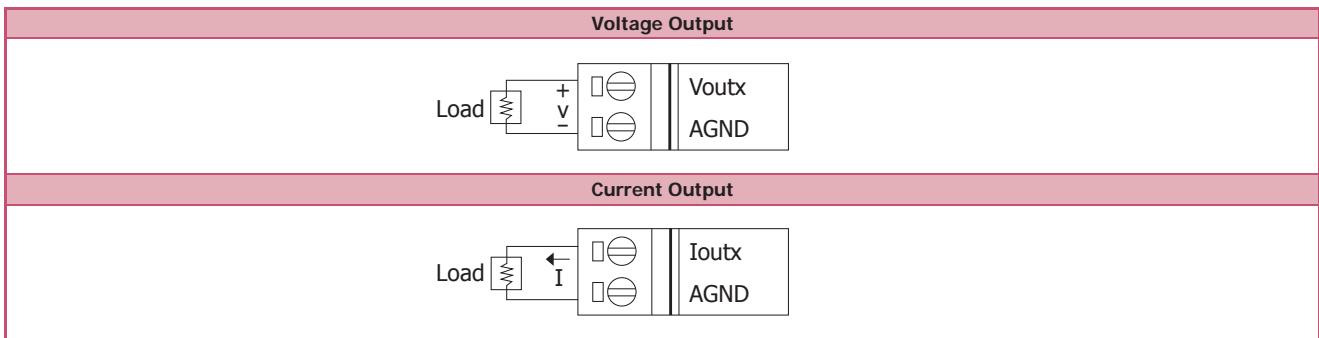 Voltage Output
Load
+
V
−
Voutx
AGND
Current Output
Load
I
Ioutx
AGND